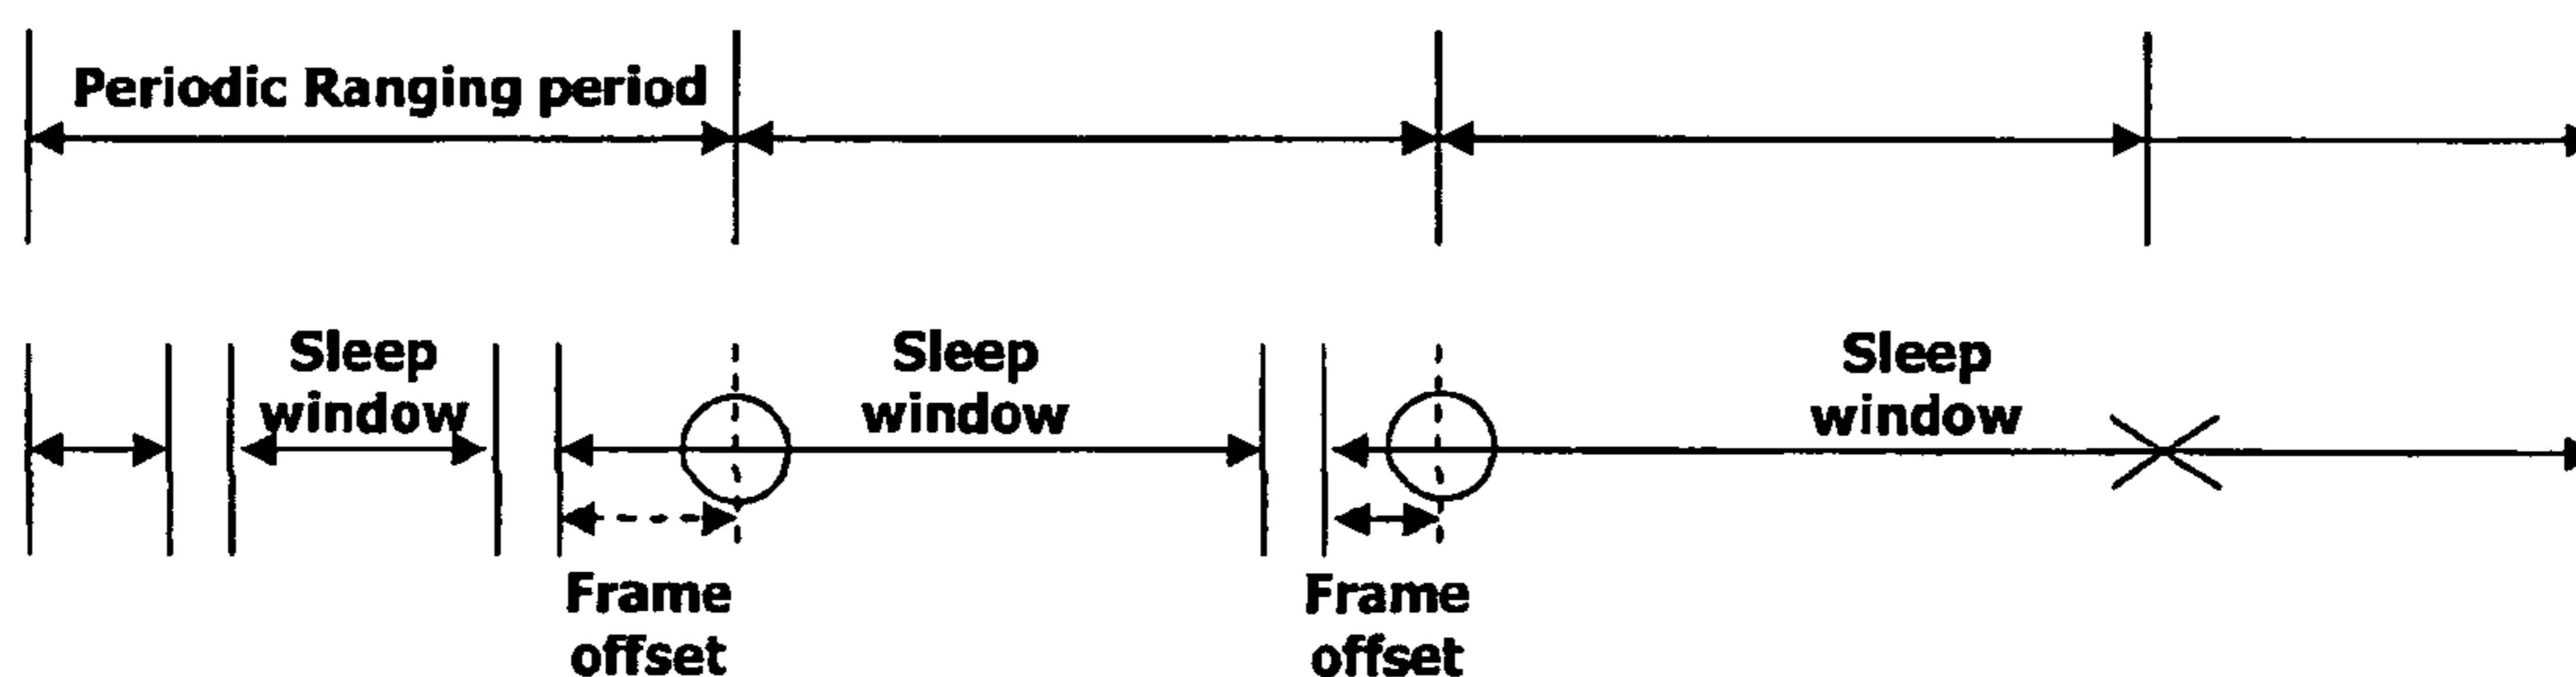 Periodic Ranging period
Sleep
window
Sleep
window
Sleep
window
Frame
offset
Frame
offset